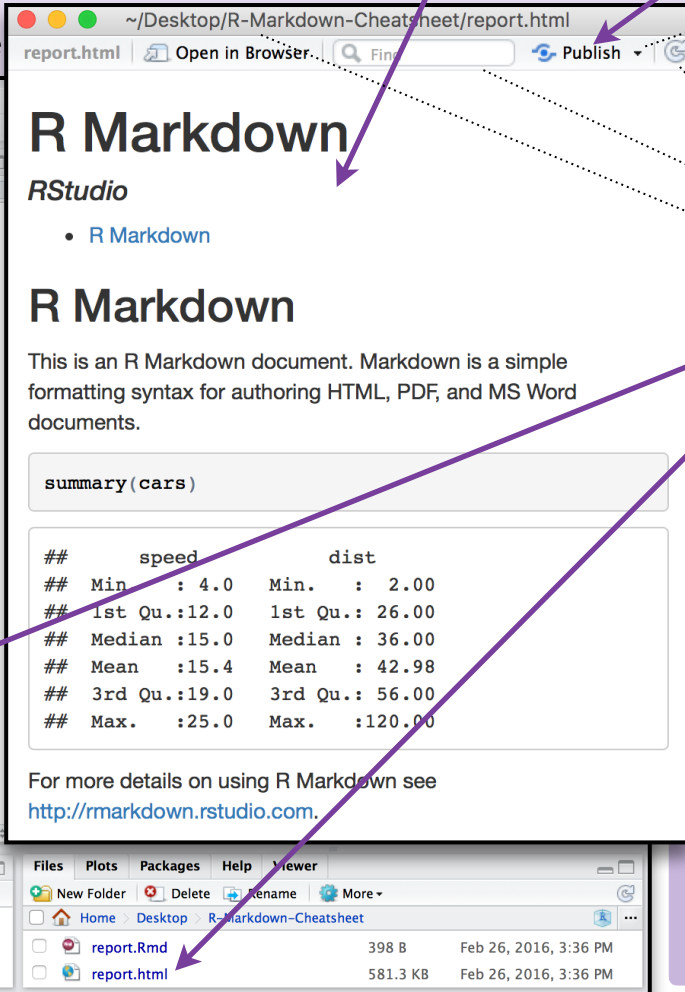 ~/Desktop/R-Markdown-Cheatsheet/report.html
report.html Open in Browser Find Publish
R Markdown
RStudio
• R Markdown
R Markdown
This is an R Markdown document. Markdown is a simple
formatting syntax for authoring HTML, PDF, and MS Word
documents.
summary(cars)
##      speed           dist
##  Min.   : 4.0   Min.   :  2.00
##  1st Qu.:12.0   1st Qu.: 26.00
##  Median :15.0   Median : 36.00
##  Mean   :15.4   Mean   : 42.98
##  3rd Qu.:19.0   3rd Qu.: 56.00
##  Max.   :25.0   Max.   :120.00
For more details on using R Markdown see
http://rmarkdown.rstudio.com.
Files Plots Packages Help Viewer
New Folder Delete Rename More
Home Desktop R-Markdown-Cheatsheet ...
report.Rmd 398 B Feb 26, 2016, 3:36 PM
report.html 581.3 KB Feb 26, 2016, 3:36 PM